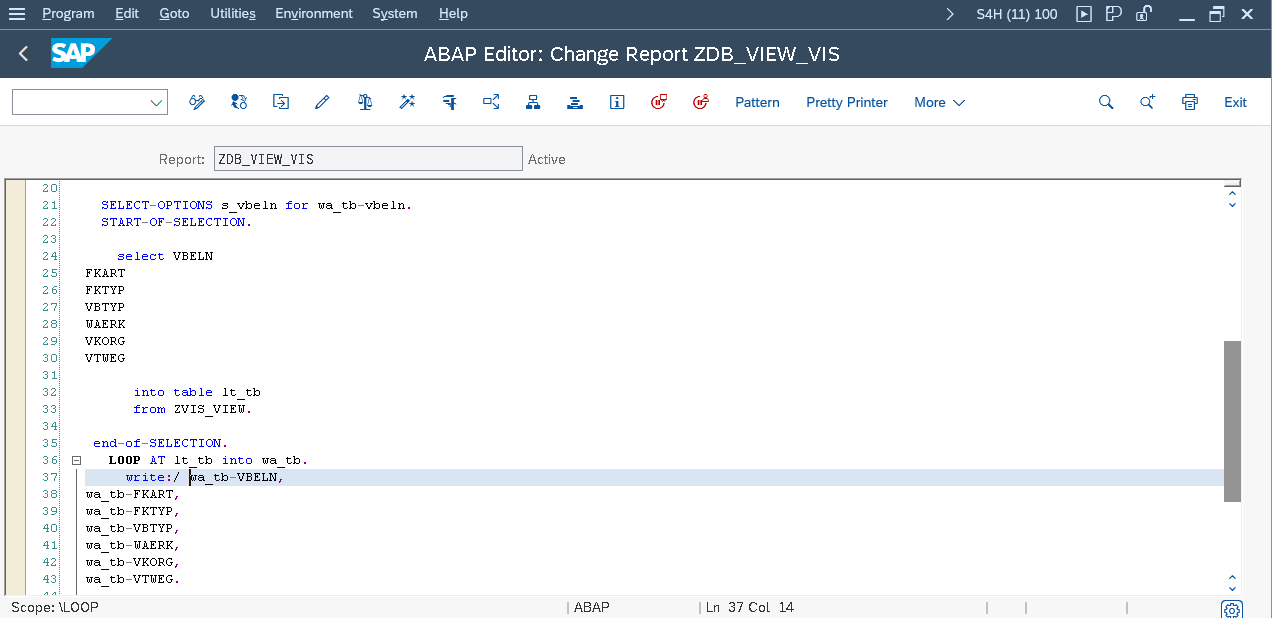 Program Edit Goto Utilities Environment System Help S4H (11) 100
SAP ABAP Editor: Change Report ZDB_VIEW_VIS
Pattern Pretty Printer More Exit
Report: ZDB_VIEW_VIS Active
20
21 SELECT-OPTIONS s_vbeln for wa_tb-vbeln.
22 START-OF-SELECTION.
23
24 select VBELN
25 FKART
26 FKTYP
27 VBTYP
28 WAERK
29 VKORG
30 VTWEG
31
32 into table lt_tb
33 from ZVIS_VIEW.
34
35 end-of-SELECTION.
36 LOOP AT lt_tb into wa_tb.
37 write:/ wa_tb-VBELN,
38 wa_tb-FKART,
39 wa_tb-FKTYP,
40 wa_tb-VBTYP,
41 wa_tb-WAERK,
42 wa_tb-VKORG,
43 wa_tb-VTWEG.
Scope: \LOOP ABAP Ln 37 Col 14